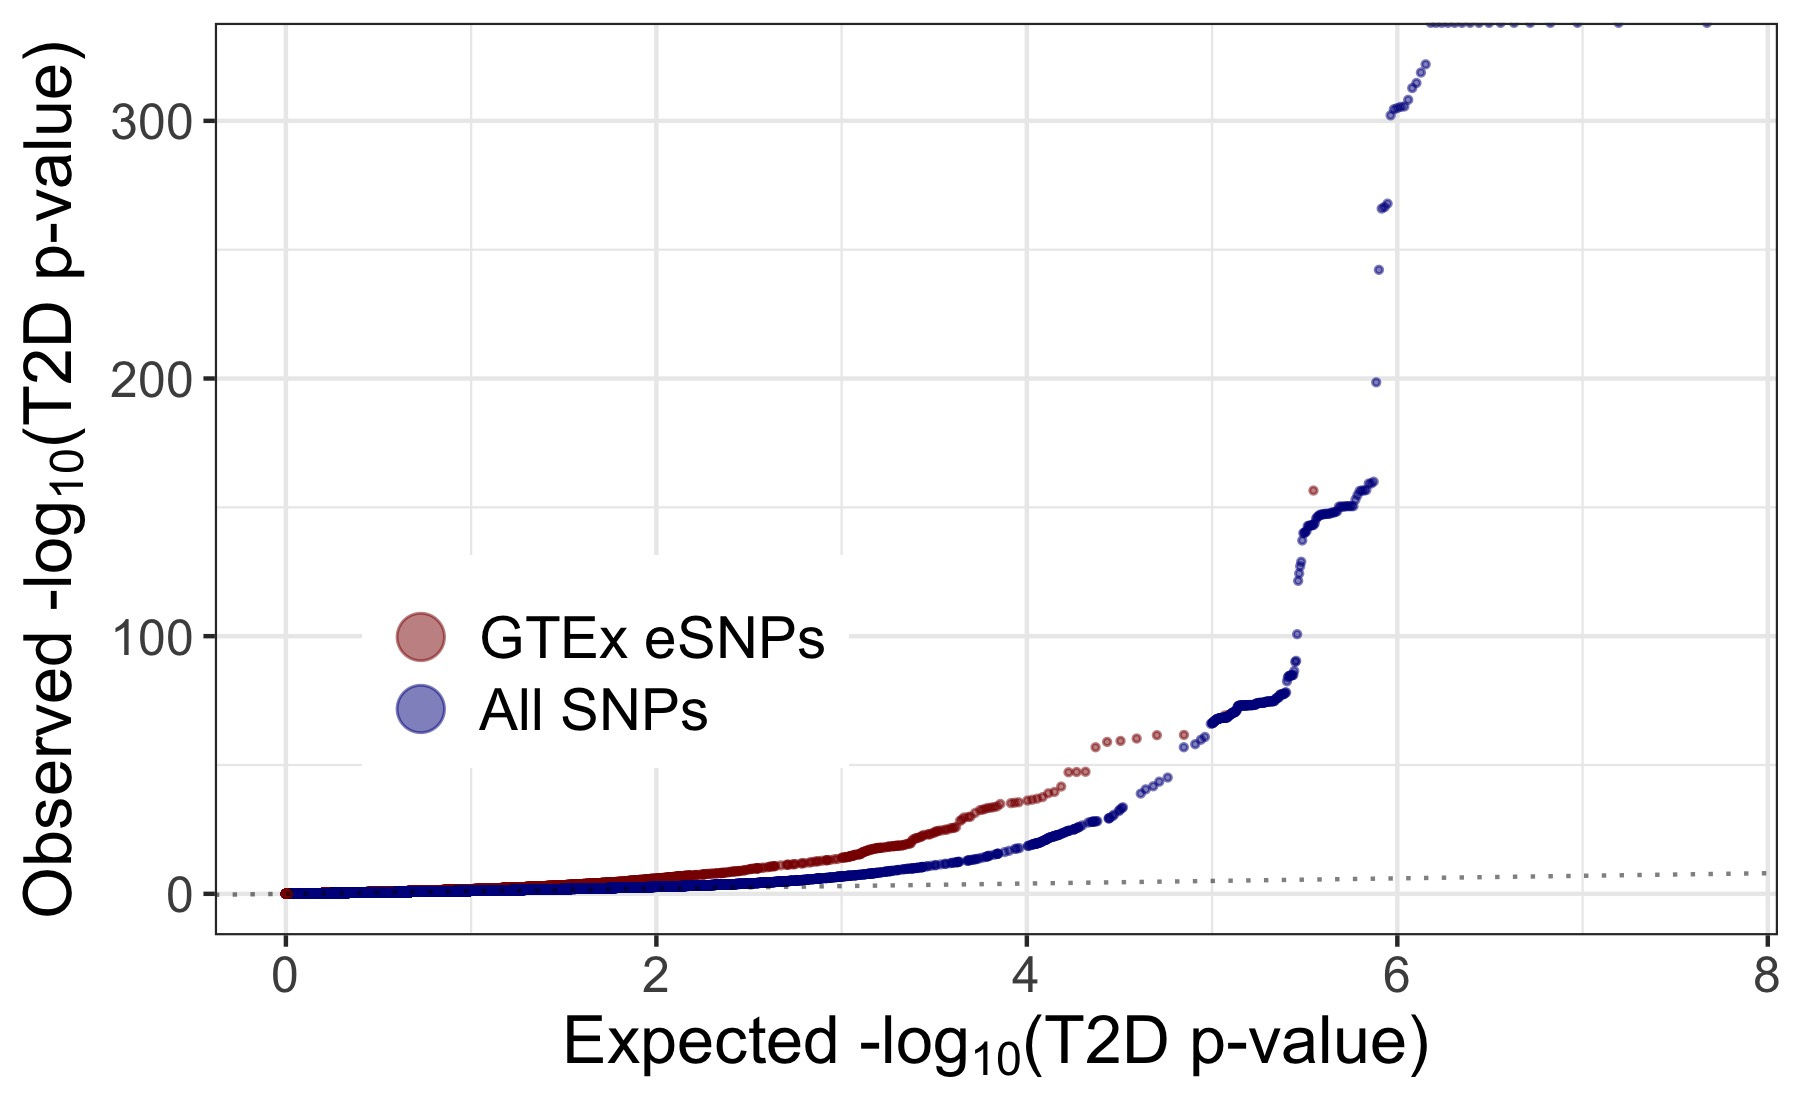 Observed -log10(T2D p-value)
300
200
100
0
GTEx eSNPs
All SNPs
0 2 4 6 8
Expected -log10(T2D p-value)